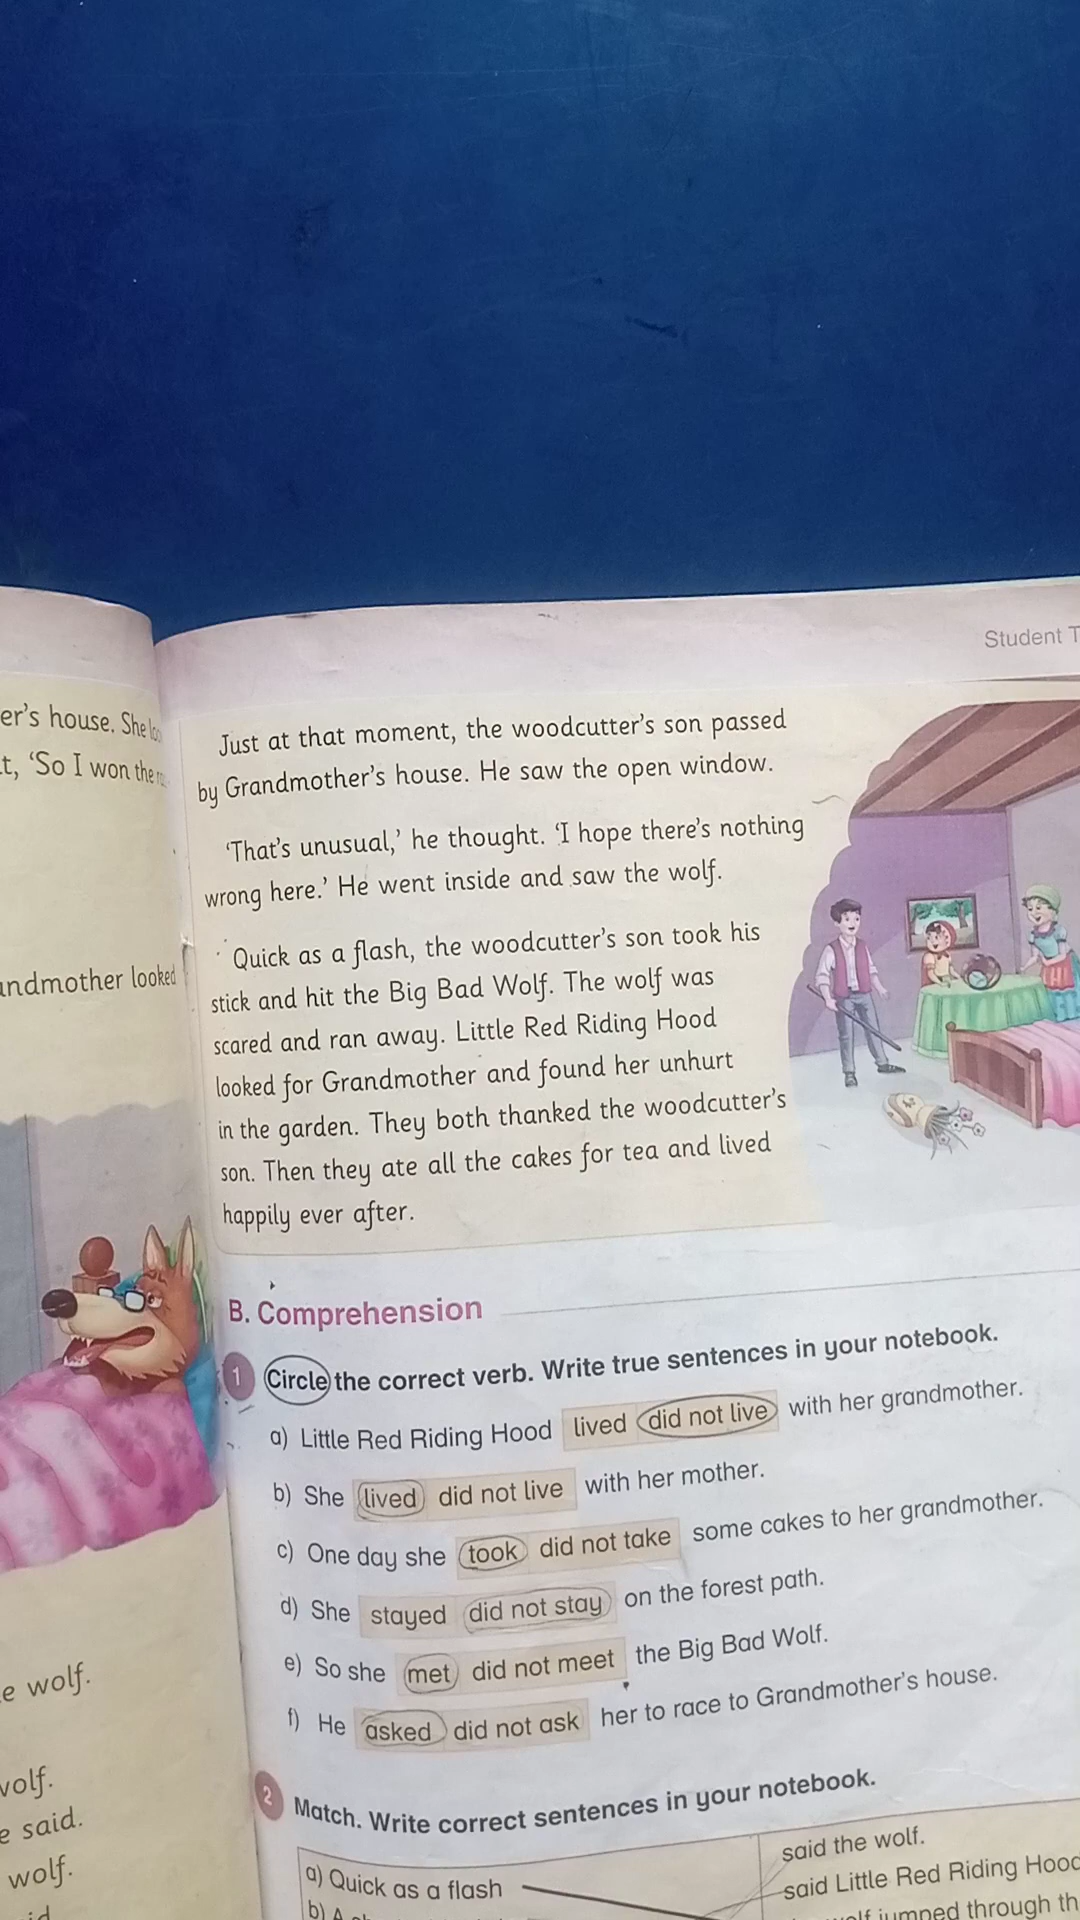 er's house. She
t, 'So I won the
andmother looked
e wolf.
wolf.
e said.
wolf.
Student T
Just at that moment, the woodcutter's son passed
by Grandmother's house. He saw the open window.
'That's unusual,' he thought. 'I hope there's nothing
wrong here.' He went inside and saw the wolf.
Quick as a flash, the woodcutter's son took his
stick and hit the Big Bad Wolf. The wolf was
scared and ran away. Little Red Riding Hood
looked for Grandmother and found her unhurt
in the garden. They both thanked the woodcutter's
son. Then they ate all the cakes for tea and lived
happily ever after.
B. Comprehension
1 Circle the correct verb. Write true sentences in your notebook.
a) Little Red Riding Hood lived did not live with her grandmother.
b) She lived did not live with her mother.
c) One day she took did not take some cakes to her grandmother.
d) She stayed did not stay on the forest path.
e) So she met did not meet the Big Bad Wolf.
f) He asked did not ask her to race to Grandmother's house.
2 Match. Write correct sentences in your notebook.
a) Quick as a flash
b) A
said the wolf.
said Little Red Riding Hood
jumped through th